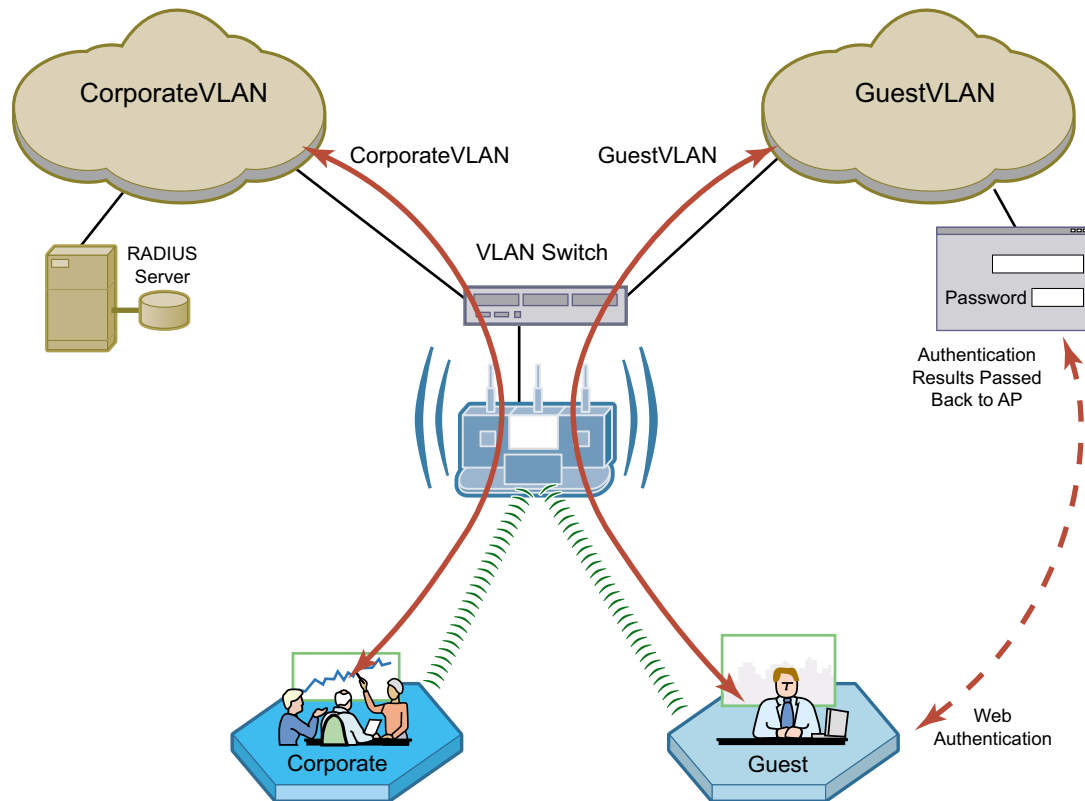 CorporateVLAN
GuestVLAN
CorporateVLAN
GuestVLAN
RADIUS
Server
VLAN Switch
Password
Authentication
Results Passed
Back to AP
Web
Authentication
Corporate
Guest